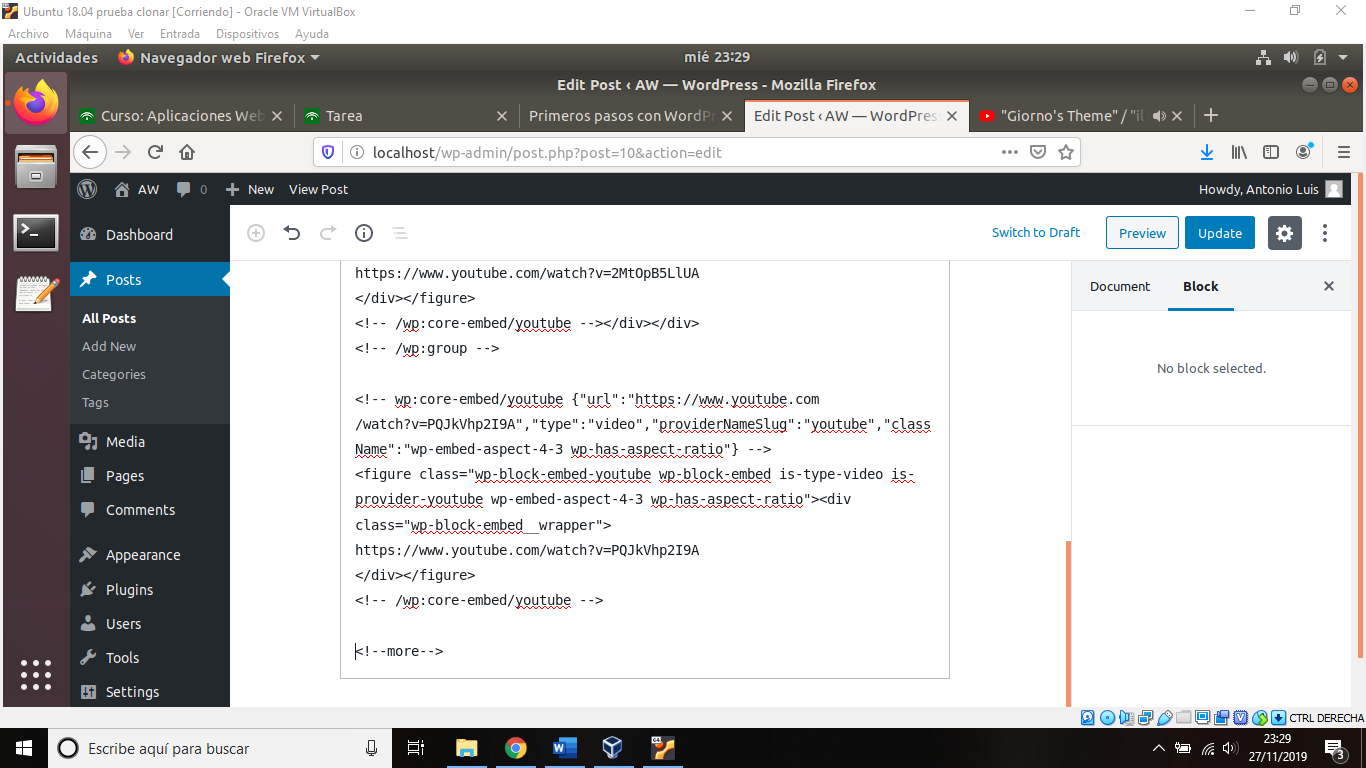 Ubuntu 18.04 prueba clonar [Corriendo] - Oracle VM VirtualBox
Archivo Máquina Ver Entrada Dispositivos Ayuda
Actividades Navegador web Firefox mié 23:29
Edit Post ‹ AW — WordPress - Mozilla Firefox
Curso: Aplicaciones Web Tarea Primeros pasos con WordPr Edit Post ‹ AW — WordPress "Giorno's Theme" / "il
localhost/wp-admin/post.php?post=10&action=edit
AW 0 New View Post Howdy, Antonio Luis
Dashboard
Posts
All Posts
Add New
Categories
Tags
Media
Pages
Comments
Appearance
Plugins
Users
Tools
Settings
Switch to Draft Preview Update
https://www.youtube.com/watch?v=2MtOpB5LlUA
</div></figure>
<!-- /wp:core-embed/youtube --></div></div>
<!-- /wp:group -->
<!-- wp:core-embed/youtube {"url":"https://www.youtube.com
/watch?v=PQJkVhp2I9A","type":"video","providerNameSlug":"youtube","class
Name":"wp-embed-aspect-4-3 wp-has-aspect-ratio"} -->
<figure class="wp-block-embed-youtube wp-block-embed is-type-video is-
provider-youtube wp-embed-aspect-4-3 wp-has-aspect-ratio"><div
class="wp-block-embed__wrapper">
https://www.youtube.com/watch?v=PQJkVhp2I9A
</div></figure>
<!-- /wp:core-embed/youtube -->
<!--more-->
Document Block
No block selected.
CTRL DERECHA
Escribe aquí para buscar
23:29
27/11/2019
3